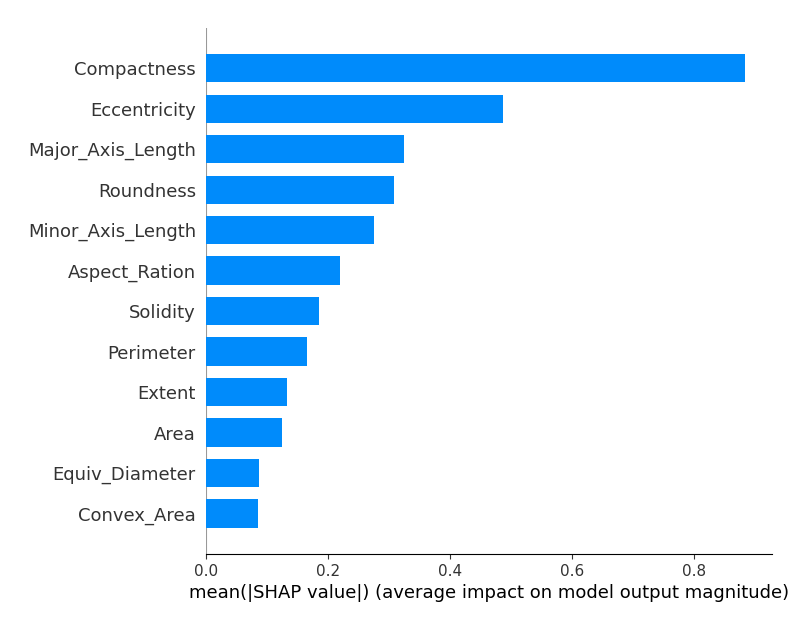 Compactness
Eccentricity
Major_Axis_Length
Roundness
Minor_Axis_Length
Aspect_Ration
Solidity
Perimeter
Extent
Area
Equiv_Diameter
Convex_Area
0.0 0.2 0.4 0.6 0.8
mean(|SHAP value|) (average impact on model output magnitude)